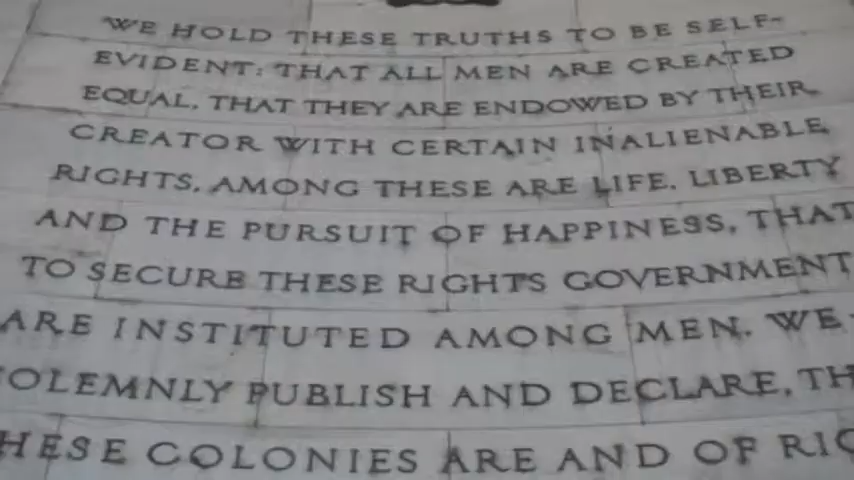 WE HOLD THESE TRUTHS TO BE SELF-
EVIDENT: THAT ALL MEN ARE CREATED
EQUAL, THAT THEY ARE ENDOWED BY THEIR
CREATOR WITH CERTAIN INALIENABLE
RIGHTS, AMONG THESE ARE LIFE, LIBERTY
AND THE PURSUIT OF HAPPINESS, THAT
TO SECURE THESE RIGHTS GOVERNMENT
ARE INSTITUTED AMONG MEN. WE
OLEMNLY PUBLISH AND DECLARE, TH
HESE COLONIES ARE AND OF RIG